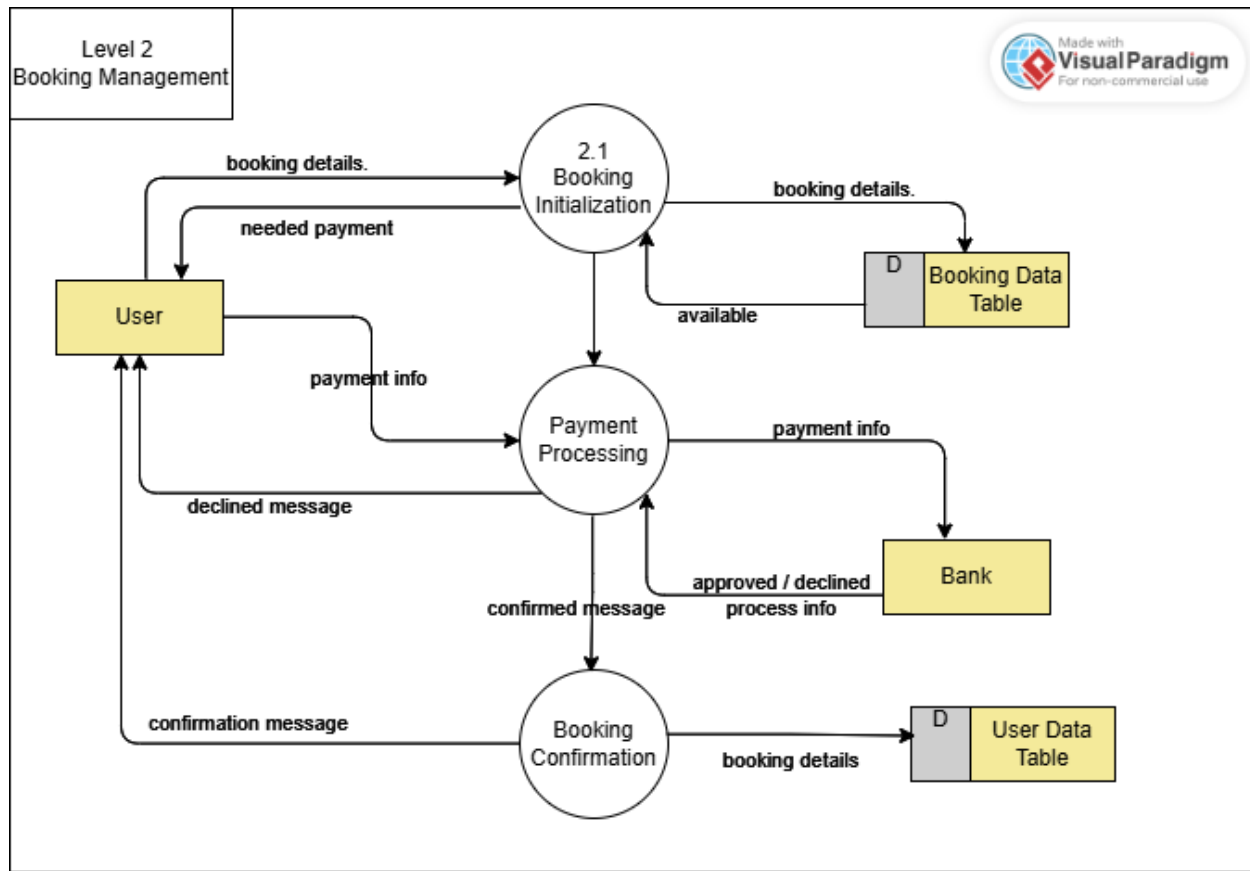 Level 2
Booking Management
Made with
Visual Paradigm
For non-commercial use
2.1
Booking
Initialization
booking details.
needed payment
booking details.
D
Booking Data
Table
available
User
payment info
Payment
Processing
payment info
declined message
Bank
approved / declined
process info
confirmed message
confirmation message
Booking
Confirmation
booking details
D
User Data
Table